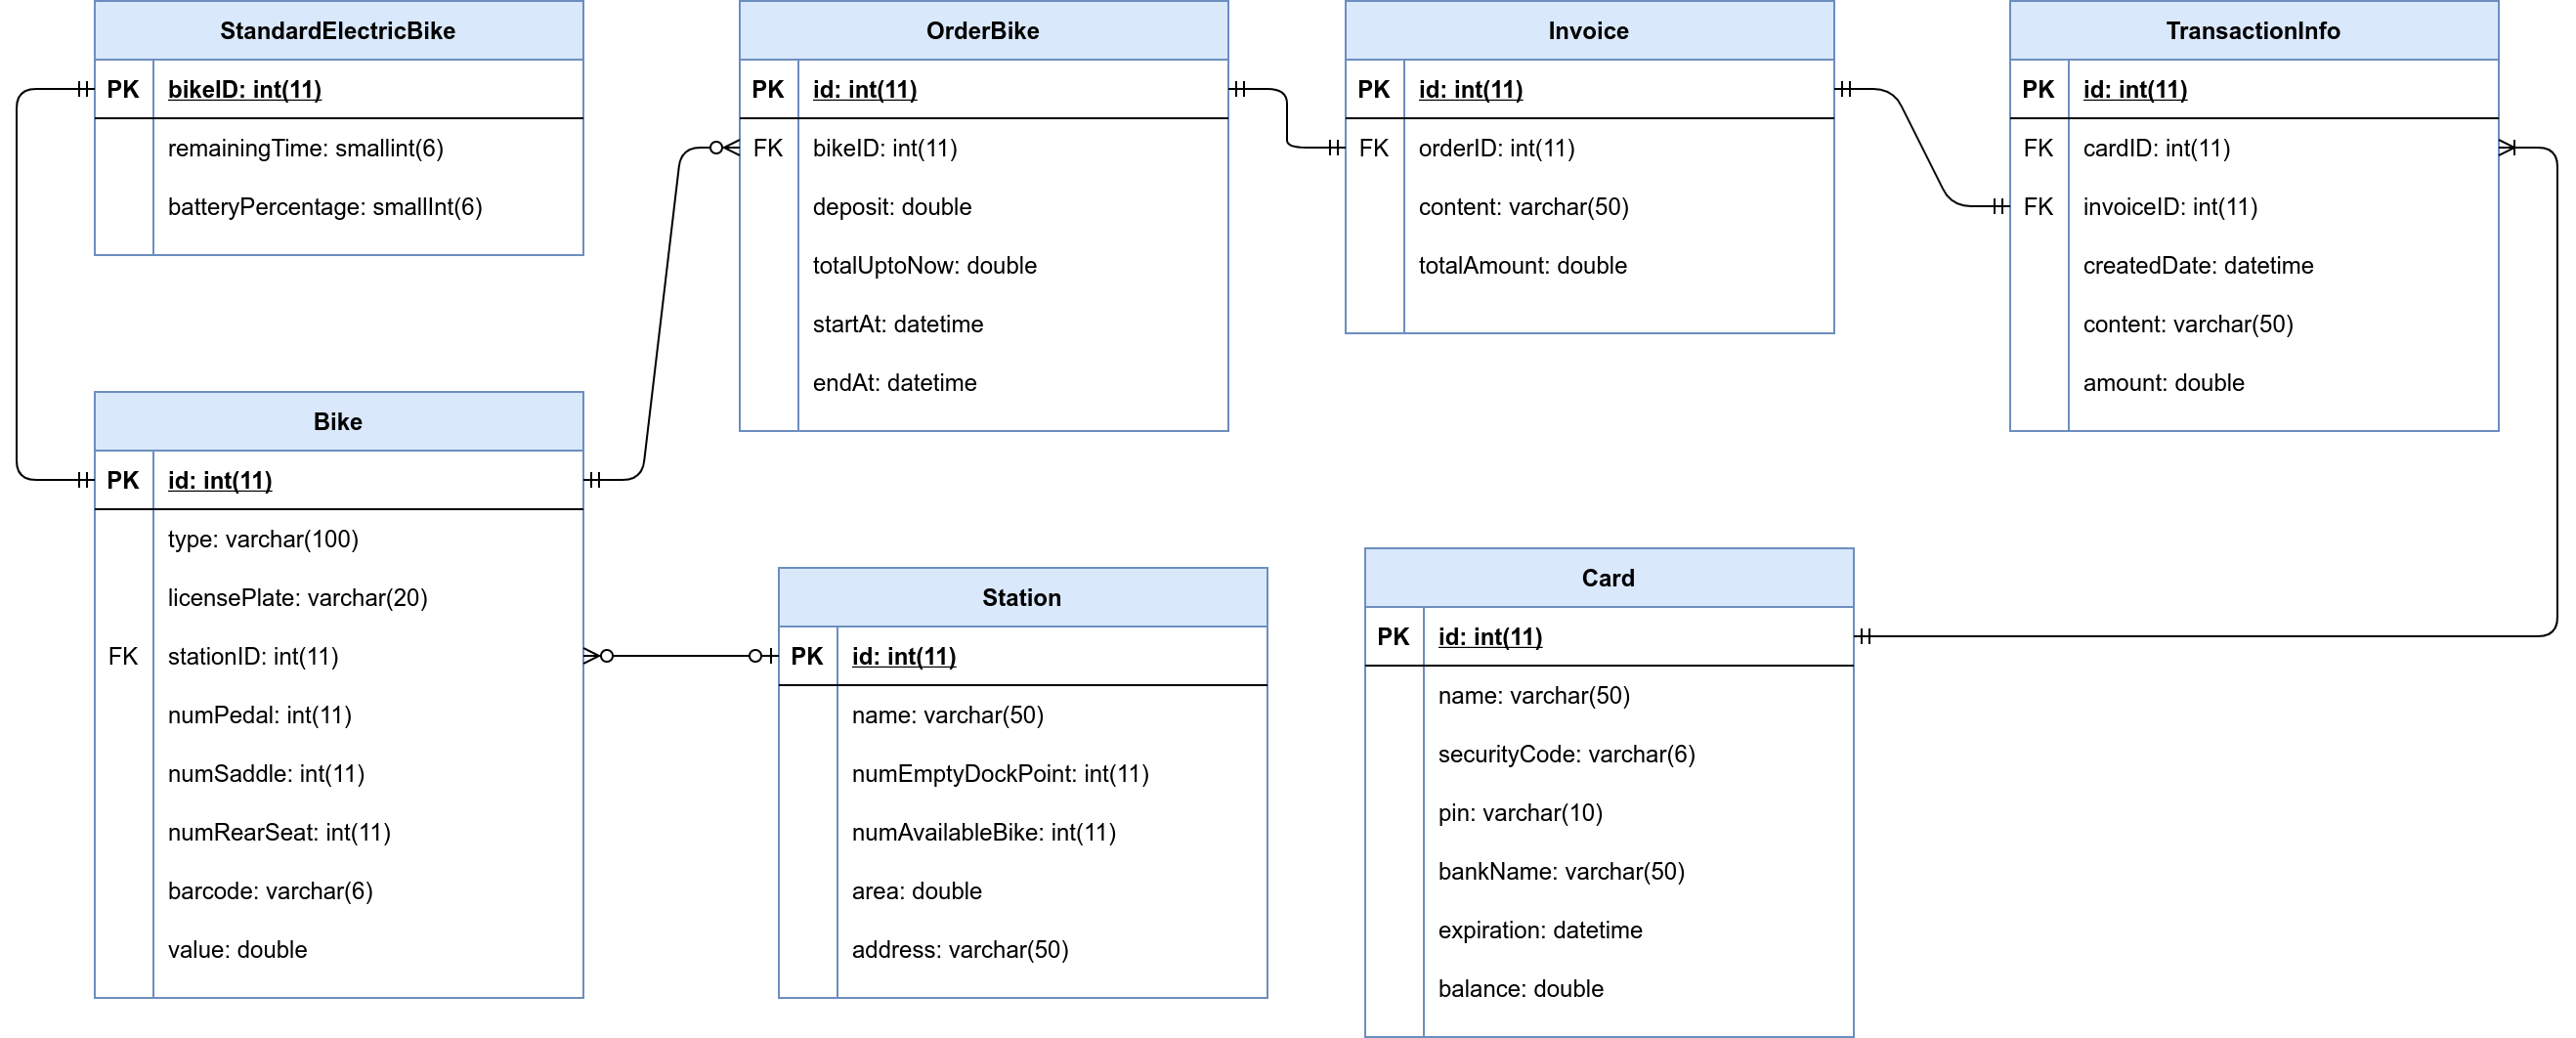 StandardElectricBike
PK bikeID: int(11)
remainingTime: smallint(6)
batteryPercentage: smallInt(6)
OrderBike
PK id: int(11)
FK bikeID: int(11)
deposit: double
totalUptoNow: double
startAt: datetime
endAt: datetime
Invoice
PK id: int(11)
FK orderID: int(11)
content: varchar(50)
totalAmount: double
TransactionInfo
PK id: int(11)
FK cardID: int(11)
FK invoiceID: int(11)
createdDate: datetime
content: varchar(50)
amount: double
Bike
PK id: int(11)
type: varchar(100)
licensePlate: varchar(20)
FK stationID: int(11)
numPedal: int(11)
numSaddle: int(11)
numRearSeat: int(11)
barcode: varchar(6)
value: double
Station
PK id: int(11)
name: varchar(50)
numEmptyDockPoint: int(11)
numAvailableBike: int(11)
area: double
address: varchar(50)
Card
PK id: int(11)
name: varchar(50)
securityCode: varchar(6)
pin: varchar(10)
bankName: varchar(50)
expiration: datetime
balance: double